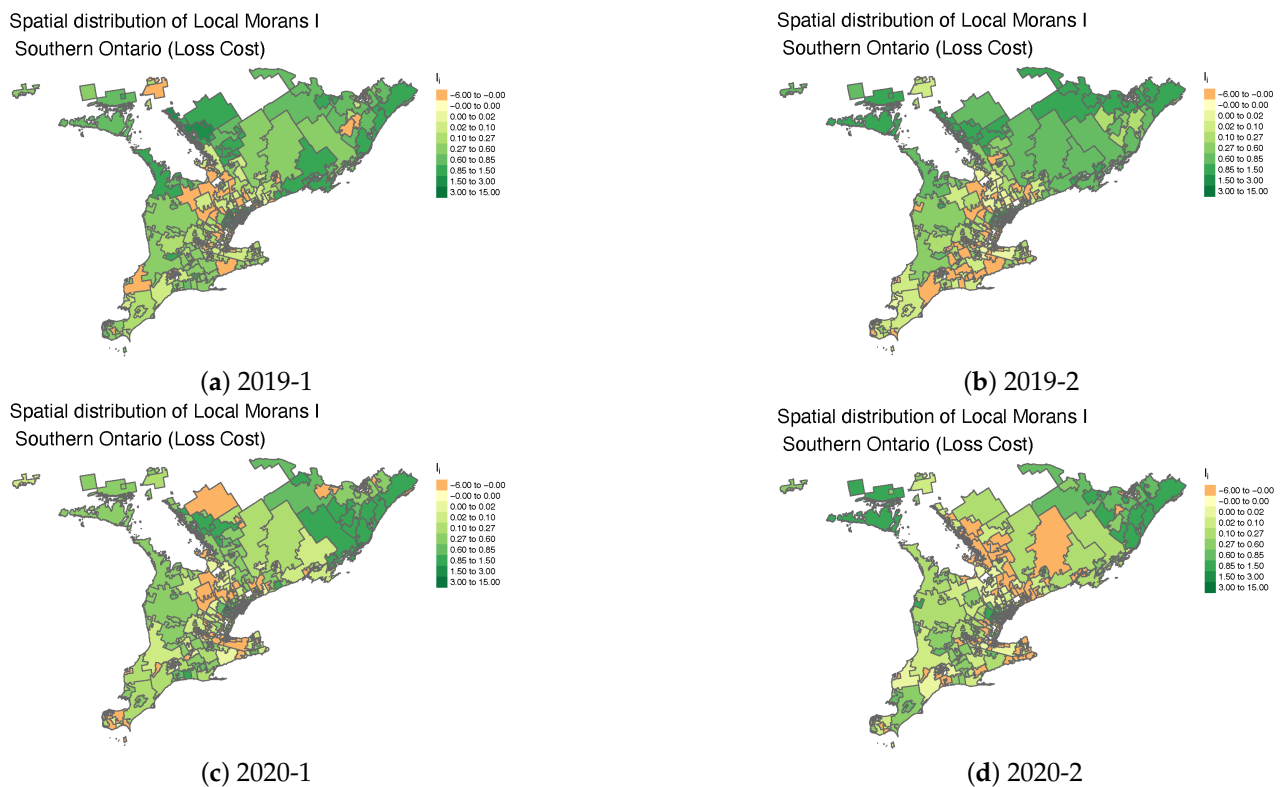 Spatial distribution of Local Morans I
Southern Ontario (Loss Cost)
Ii
−6.00 to −0.00
−0.00 to 0.00
0.00 to 0.02
0.02 to 0.10
0.10 to 0.27
0.27 to 0.60
0.60 to 0.85
0.85 to 1.50
1.50 to 3.00
3.00 to 15.00
(a) 2019-1
Spatial distribution of Local Morans I
Southern Ontario (Loss Cost)
Ii
−6.00 to −0.00
−0.00 to 0.00
0.00 to 0.02
0.02 to 0.10
0.10 to 0.27
0.27 to 0.60
0.60 to 0.85
0.85 to 1.50
1.50 to 3.00
3.00 to 15.00
(b) 2019-2
Spatial distribution of Local Morans I
Southern Ontario (Loss Cost)
Ii
−6.00 to −0.00
−0.00 to 0.00
0.00 to 0.02
0.02 to 0.10
0.10 to 0.27
0.27 to 0.60
0.60 to 0.85
0.85 to 1.50
1.50 to 3.00
3.00 to 15.00
(c) 2020-1
Spatial distribution of Local Morans I
Southern Ontario (Loss Cost)
Ii
−6.00 to −0.00
−0.00 to 0.00
0.00 to 0.02
0.02 to 0.10
0.10 to 0.27
0.27 to 0.60
0.60 to 0.85
0.85 to 1.50
1.50 to 3.00
3.00 to 15.00
(d) 2020-2